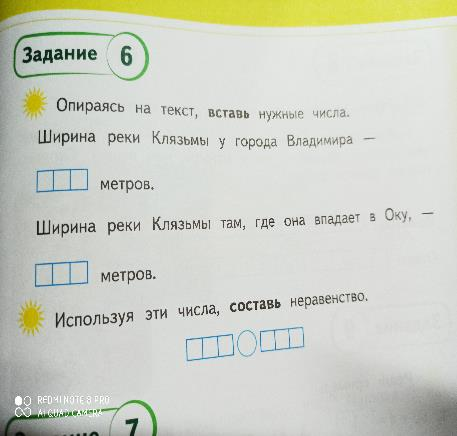 Задание 6
Опираясь на текст, вставь нужные числа.
Ширина реки Клязьмы у города Владимира —
метров.
Ширина реки Клязьмы там, где она впадает в Оку, —
метров.
Используя эти числа, составь неравенство.
REDMI NOTE 8 PRO
AI QUAD CAMERA
7